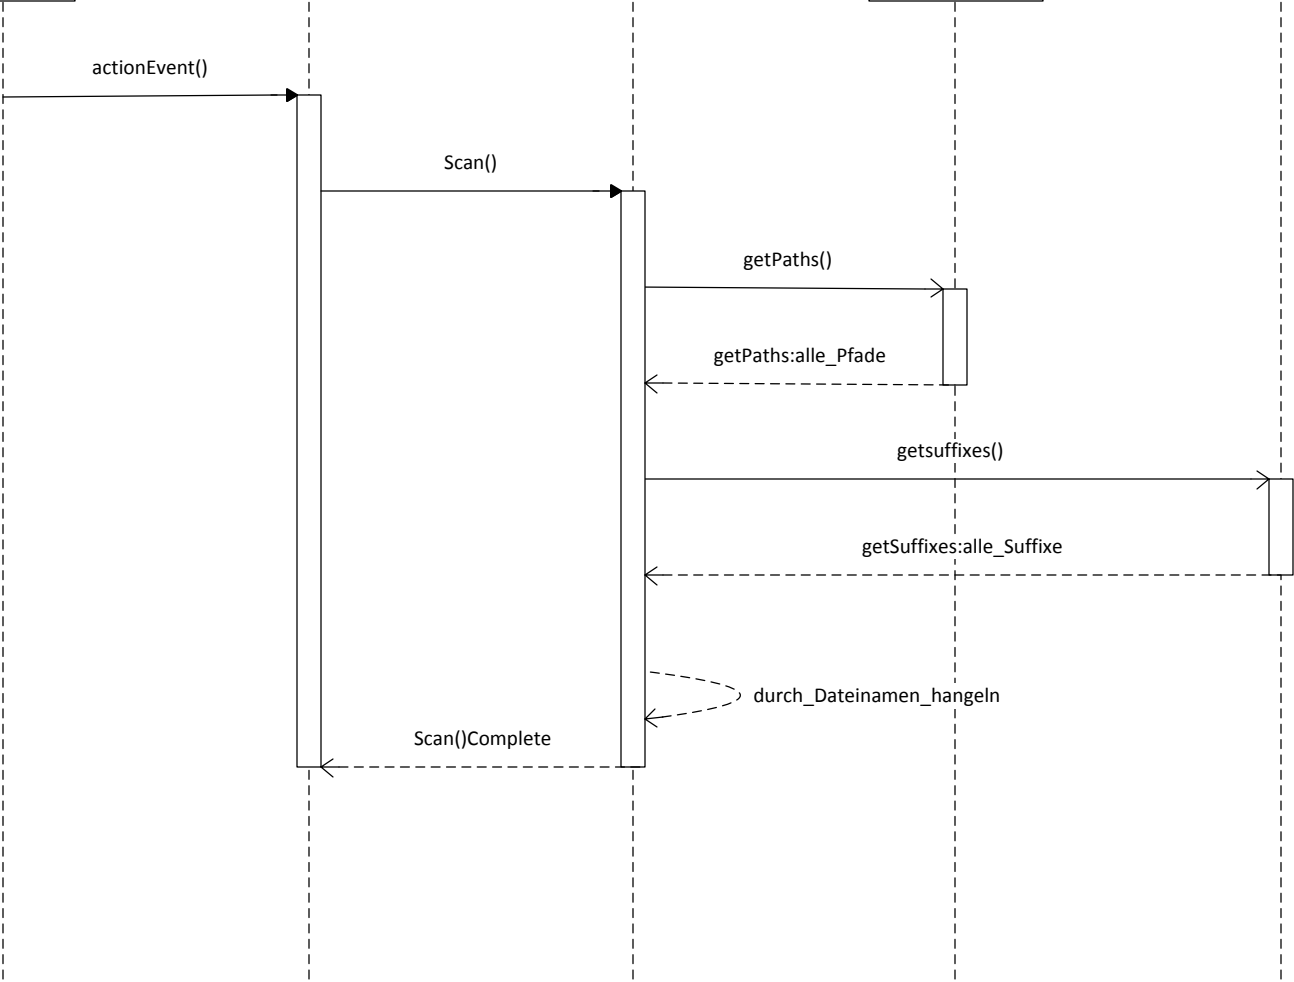 actionEvent()
Scan()
getPaths()
getPaths:alle_Pfade
getsuffixes()
getSuffixes:alle_Suffixe
durch_Dateinamen_hangeln
Scan()Complete